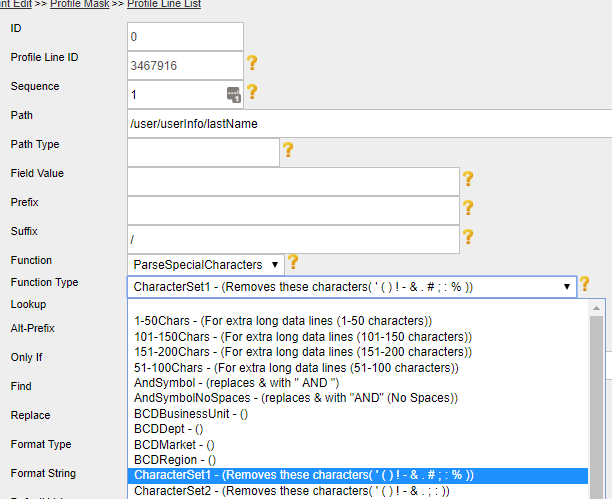 nt Edit >> Profile Mask >> Profile Line List
ID 0
Profile Line ID 3467916 ?
Sequence 1 ?
Path /user/userInfo/lastName
Path Type ?
Field Value ?
Prefix ?
Suffix / ?
Function ParseSpecialCharacters ?
Function Type CharacterSet1 - (Removes these characters( ' ( ) ! - & . # ; : % )) ?
Lookup
1-50Chars - (For extra long data lines (1-50 characters))
Alt-Prefix
101-150Chars - (For extra long data lines (101-150 characters))
151-200Chars - (For extra long data lines (151-200 characters))
Only If
51-100Chars - (For extra long data lines (51-100 characters))
Find
AndSymbol - (replaces & with " AND ")
AndSymbolNoSpaces - (replaces & with "AND" (No Spaces))
Replace
BCDBusinessUnit - ()
BCDDept - ()
Format Type
BCDMarket - ()
BCDRegion - ()
Format String
CharacterSet1 - (Removes these characters( ' ( ) ! - & . # ; : % ))
CharacterSet2 - (Removes these characters( ' ( ) ! - & . ; : ))